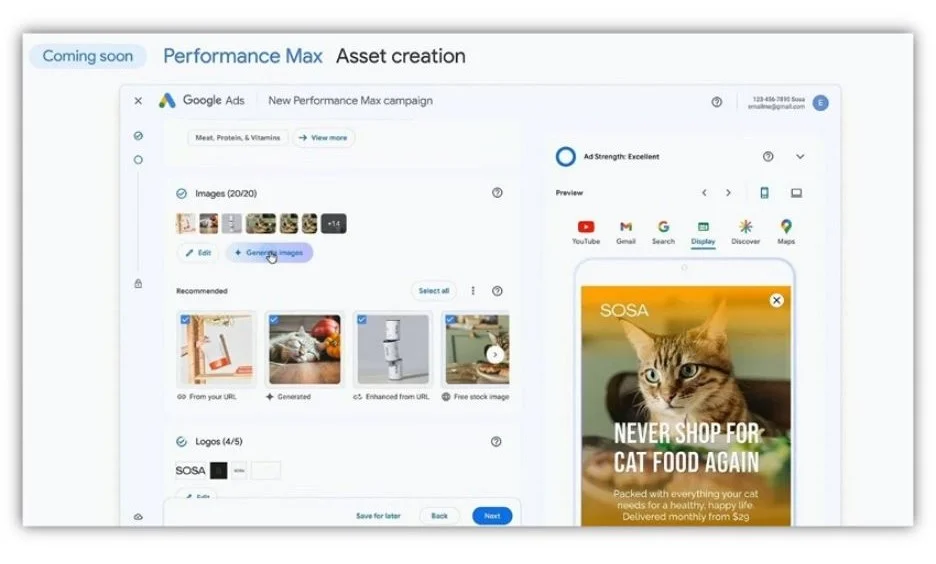 Coming soon
Performance Max Asset creation
Google Ads
New Performance Max campaign
123-456-7890 Sosa
emailme@gmail.com
E
Meat, Protein, & Vitamins
View more
Ad Strength: Excellent
Images (20/20)
Preview
+14
YouTube
Gmail
Search
Display
Discover
Maps
Edit
Generate images
Recommended
Select all
SOSA
From your URL
Generated
Enhanced from URL
Free stock image
NEVER SHOP FOR
CAT FOOD AGAIN
Logos (4/5)
SOSA
SOSA
Edit
Packed with everything your cat
needs for a healthy, happy life.
Delivered monthly from $29
Save for later
Back
Next